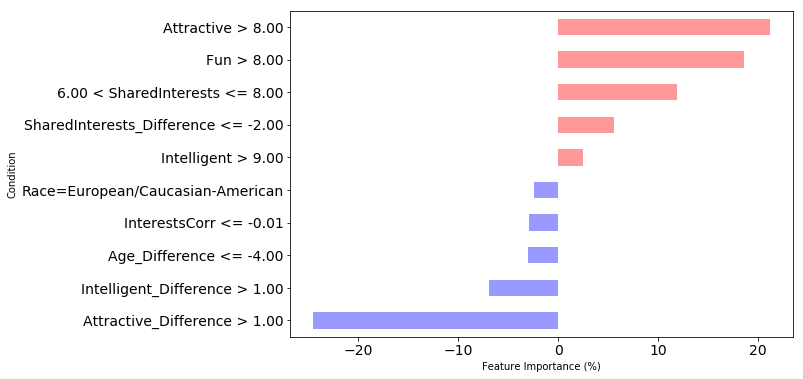 Attractive > 8.00
Fun > 8.00
6.00 < SharedInterests <= 8.00
SharedInterests_Difference <= -2.00
Intelligent > 9.00
Race=European/Caucasian-American
InterestsCorr <= -0.01
Age_Difference <= -4.00
Intelligent_Difference > 1.00
Attractive_Difference > 1.00
Condition
−20 −10 0 10 20
Feature Importance (%)